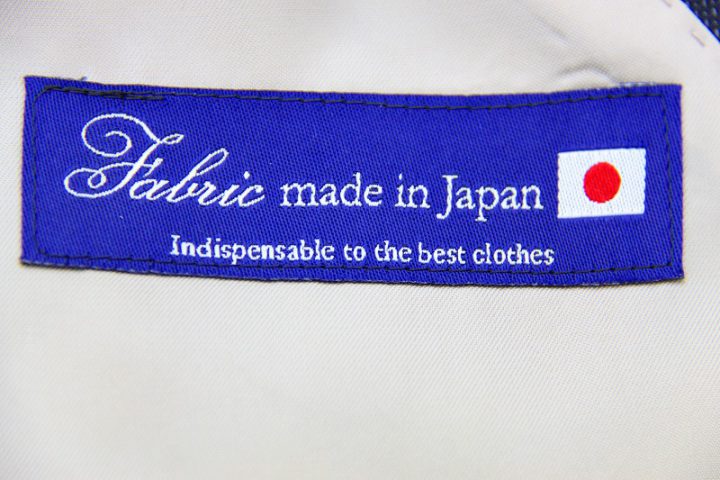 Fabric made in Japan
Indispensable to the best clothes